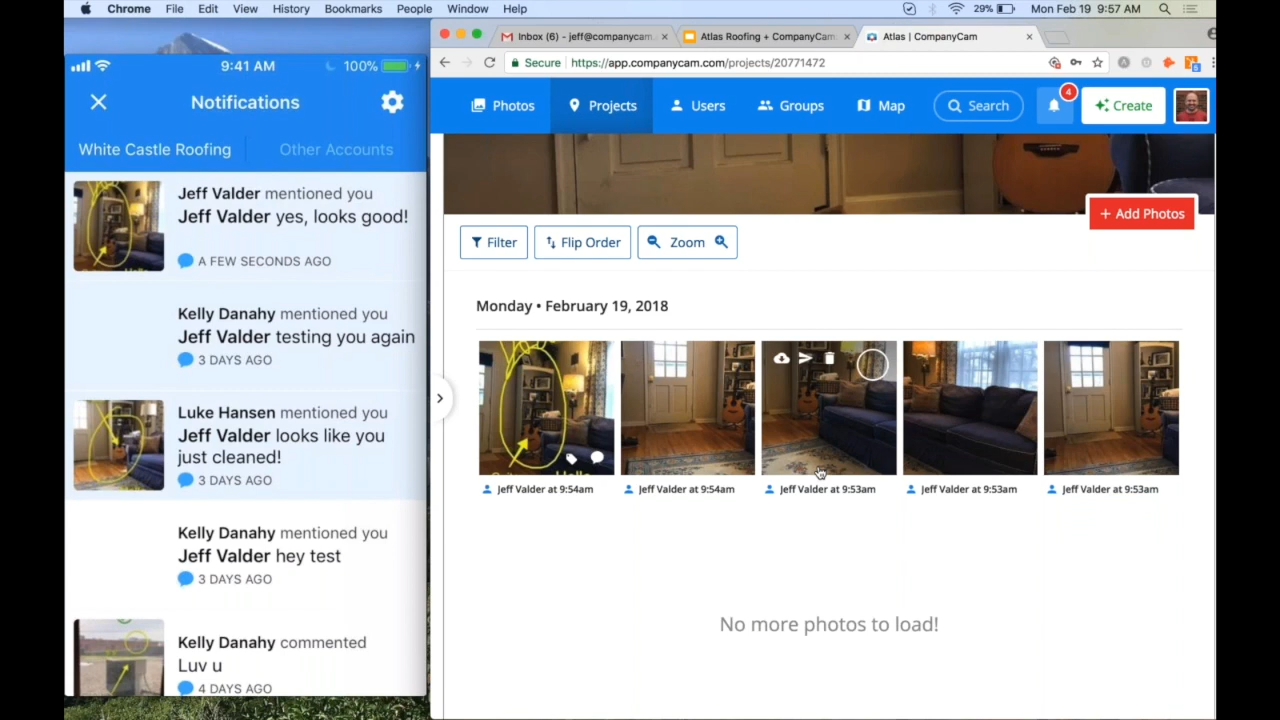 Chrome File Edit View History Bookmarks People Window Help
29% Mon Feb 19 9:57 AM
9:41 AM 100%
Notifications
White Castle Roofing Other Accounts
Jeff Valder mentioned you
Jeff Valder yes, looks good!
A FEW SECONDS AGO
Kelly Danahy mentioned you
Jeff Valder testing you again
3 DAYS AGO
Luke Hansen mentioned you
Jeff Valder looks like you
just cleaned!
3 DAYS AGO
Kelly Danahy mentioned you
Jeff Valder hey test
3 DAYS AGO
Kelly Danahy commented
Luv u
4 DAYS AGO
Inbox (6) - jeff@companycam. Atlas Roofing + CompanyCam Atlas | CompanyCam
Secure https://app.companycam.com/projects/20771472
Photos Projects Users Groups Map Search 4 Create
+ Add Photos
Filter Flip Order Zoom
Monday • February 19, 2018
Jeff Valder at 9:54am Jeff Valder at 9:54am Jeff Valder at 9:53am Jeff Valder at 9:53am Jeff Valder at 9:53am
No more photos to load!